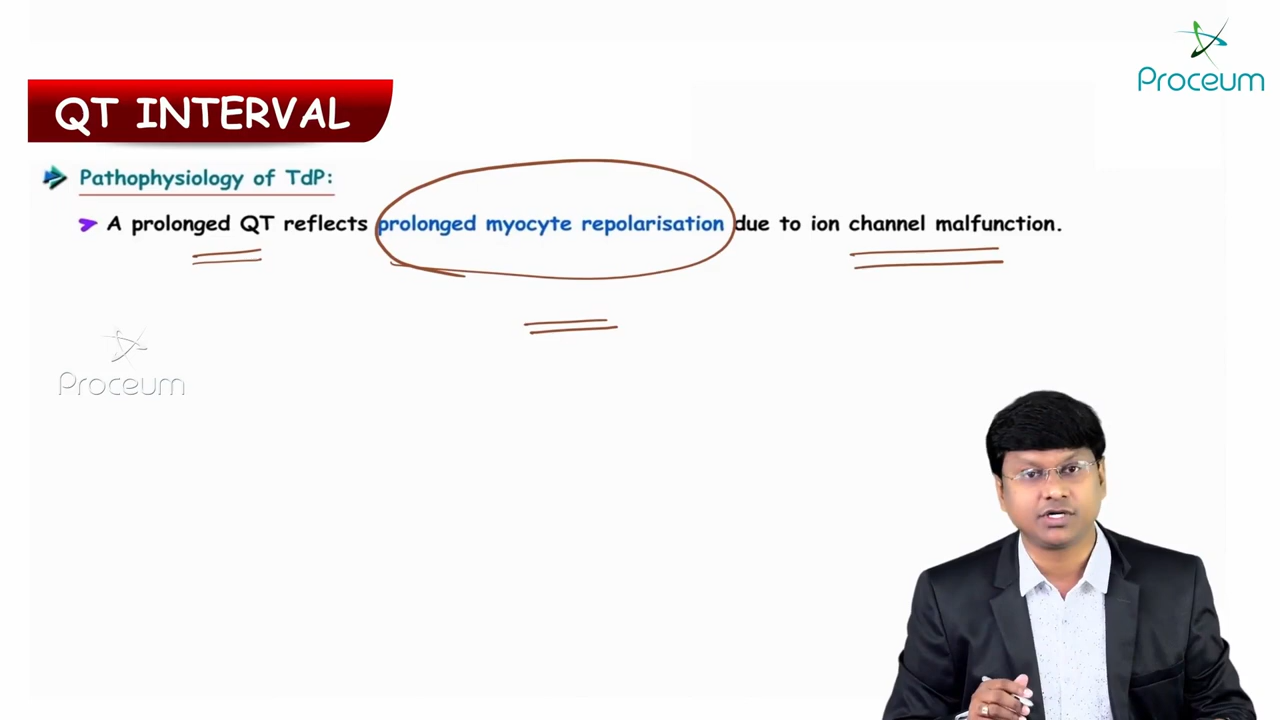 Proceum
QT INTERVAL
Pathophysiology of TdP:
A prolonged QT reflects prolonged myocyte repolarisation due to ion channel malfunction.
Proceum